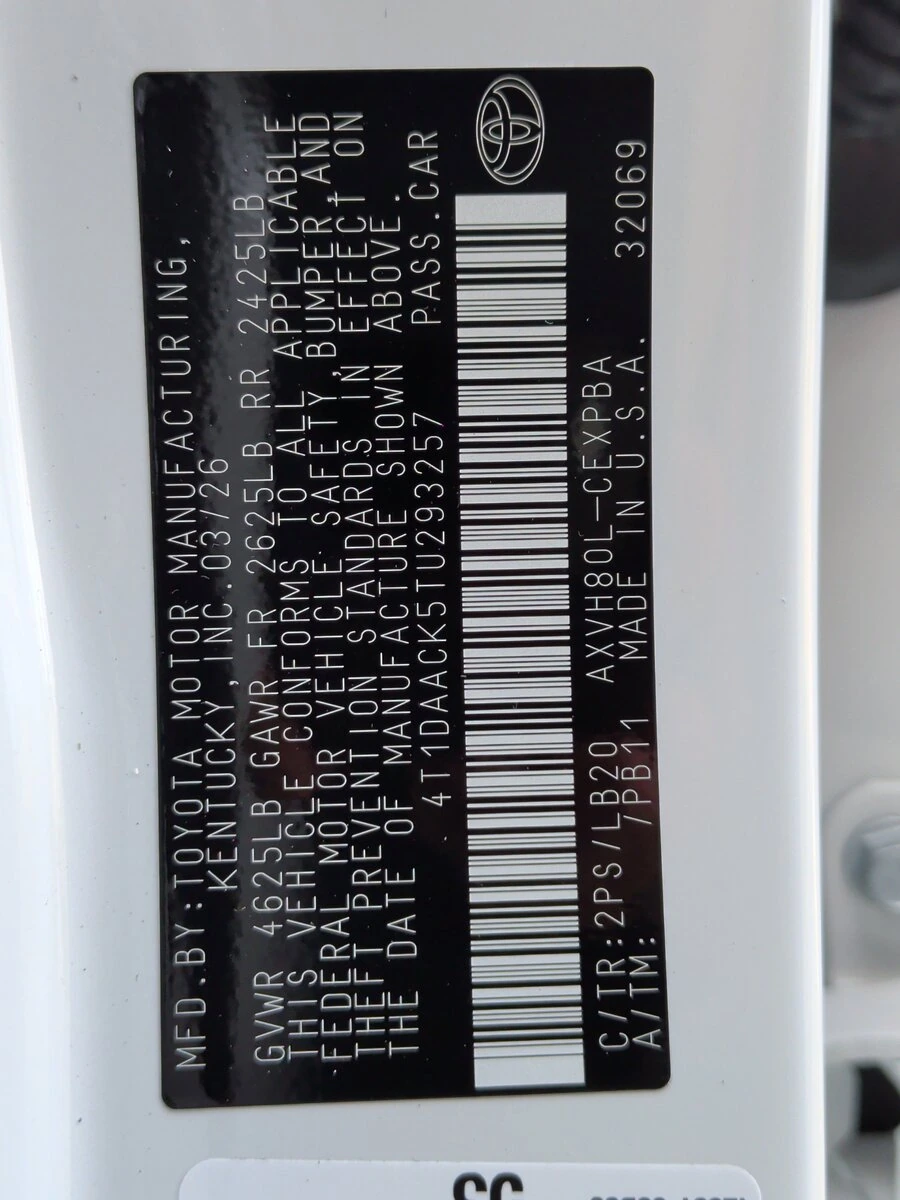 MFD.BY:TOYOTA MOTOR MANUFACTURING,
KENTUCKY,INC.03/26
GVWR 4625LB GAWR FR 2625LB RR 2425LB
THIS VEHICLE CONFORMS TO ALL APPLICABLE
FEDERAL MOTOR VEHICLE SAFETY,BUMPER,AND
THEFT PREVENTION STANDARDS IN EFFECT ON
THE DATE OF MANUFACTURE SHOWN ABOVE.
4T1DAACK5TU293257 PASS.CAR
C/TR:2PS/LB20 AXVH80L-CEXPBA
A/TM: /PB11 MADE IN U.S.A. 32069